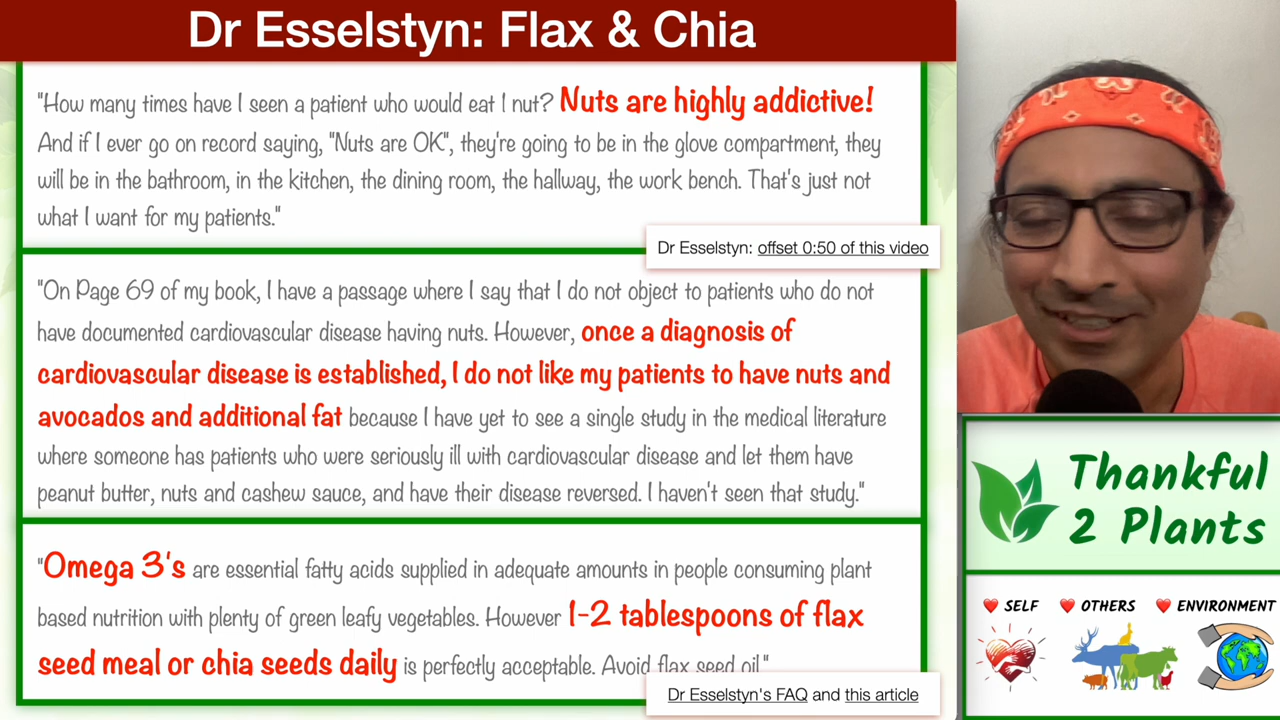 Dr Esselstyn: Flax & Chia
"How many times have I seen a patient who would eat 1 nut? Nuts are highly addictive!
And if I ever go on record saying, "Nuts are OK", they're going to be in the glove compartment, they
will be in the bathroom, in the kitchen, the dining room, the hallway, the work bench. That's just not
what I want for my patients."
Dr Esselstyn: offset 0:50 of this video
"On Page 69 of my book, I have a passage where I say that I do not object to patients who do not
have documented cardiovascular disease having nuts. However, once a diagnosis of
cardiovascular disease is established, I do not like my patients to have nuts and
avocados and additional fat because I have yet to see a single study in the medical literature
where someone has patients who were seriously ill with cardiovascular disease and let them have
peanut butter, nuts and cashew sauce, and have their disease reversed. I haven't seen that study."
"Omega 3's are essential fatty acids supplied in adequate amounts in people consuming plant
based nutrition with plenty of green leafy vegetables. However 1-2 tablespoons of flax
seed meal or chia seeds daily is perfectly acceptable. Avoid flax seed oil."
Dr Esselstyn's FAQ and this article
Thankful
2 Plants
SELF
OTHERS
ENVIRONMENT